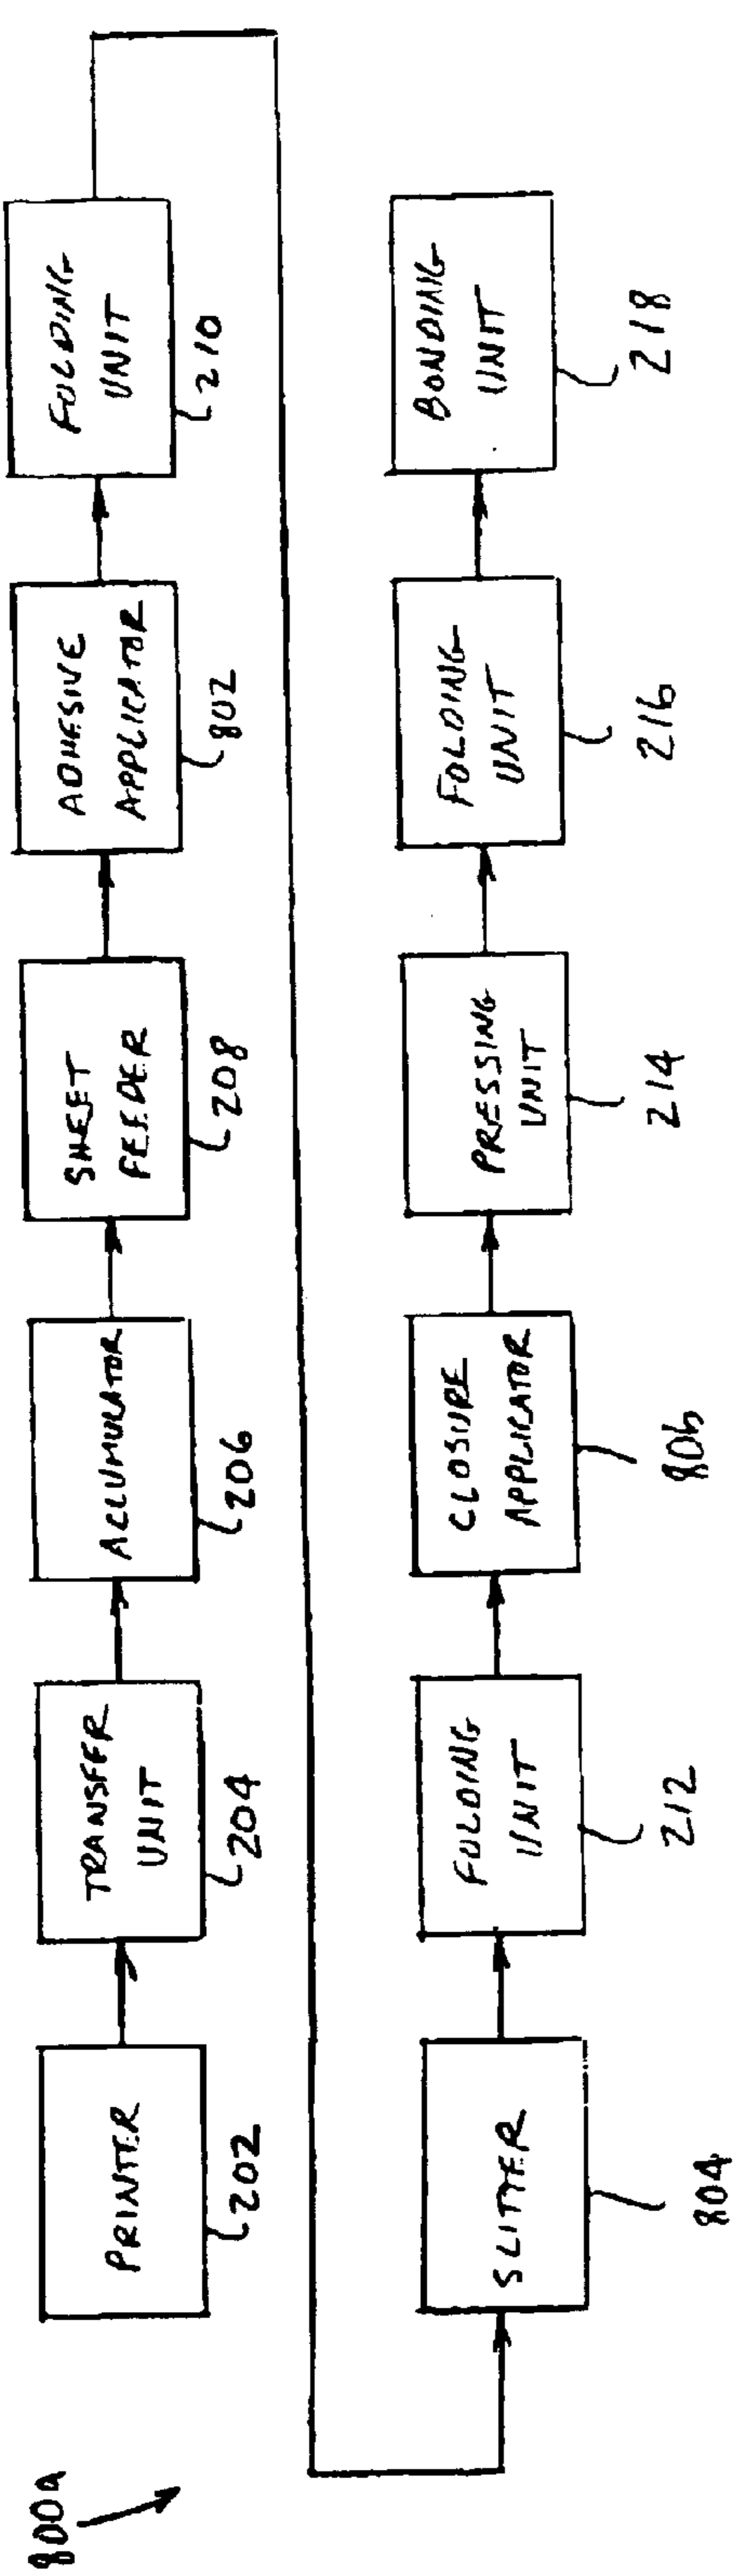 800a
PRINTER
202
TRANSFER
UNIT
204
ACCUMULATOR
206
SHEET
FEEDER
208
ADHESIVE
APPLICATOR
802
FOLDING
UNIT
210
SLITTER
804
FOLDING
UNIT
212
CLOSURE
APPLICATOR
806
PRESSING
UNIT
214
FOLDING
UNIT
216
BONDING
UNIT
218